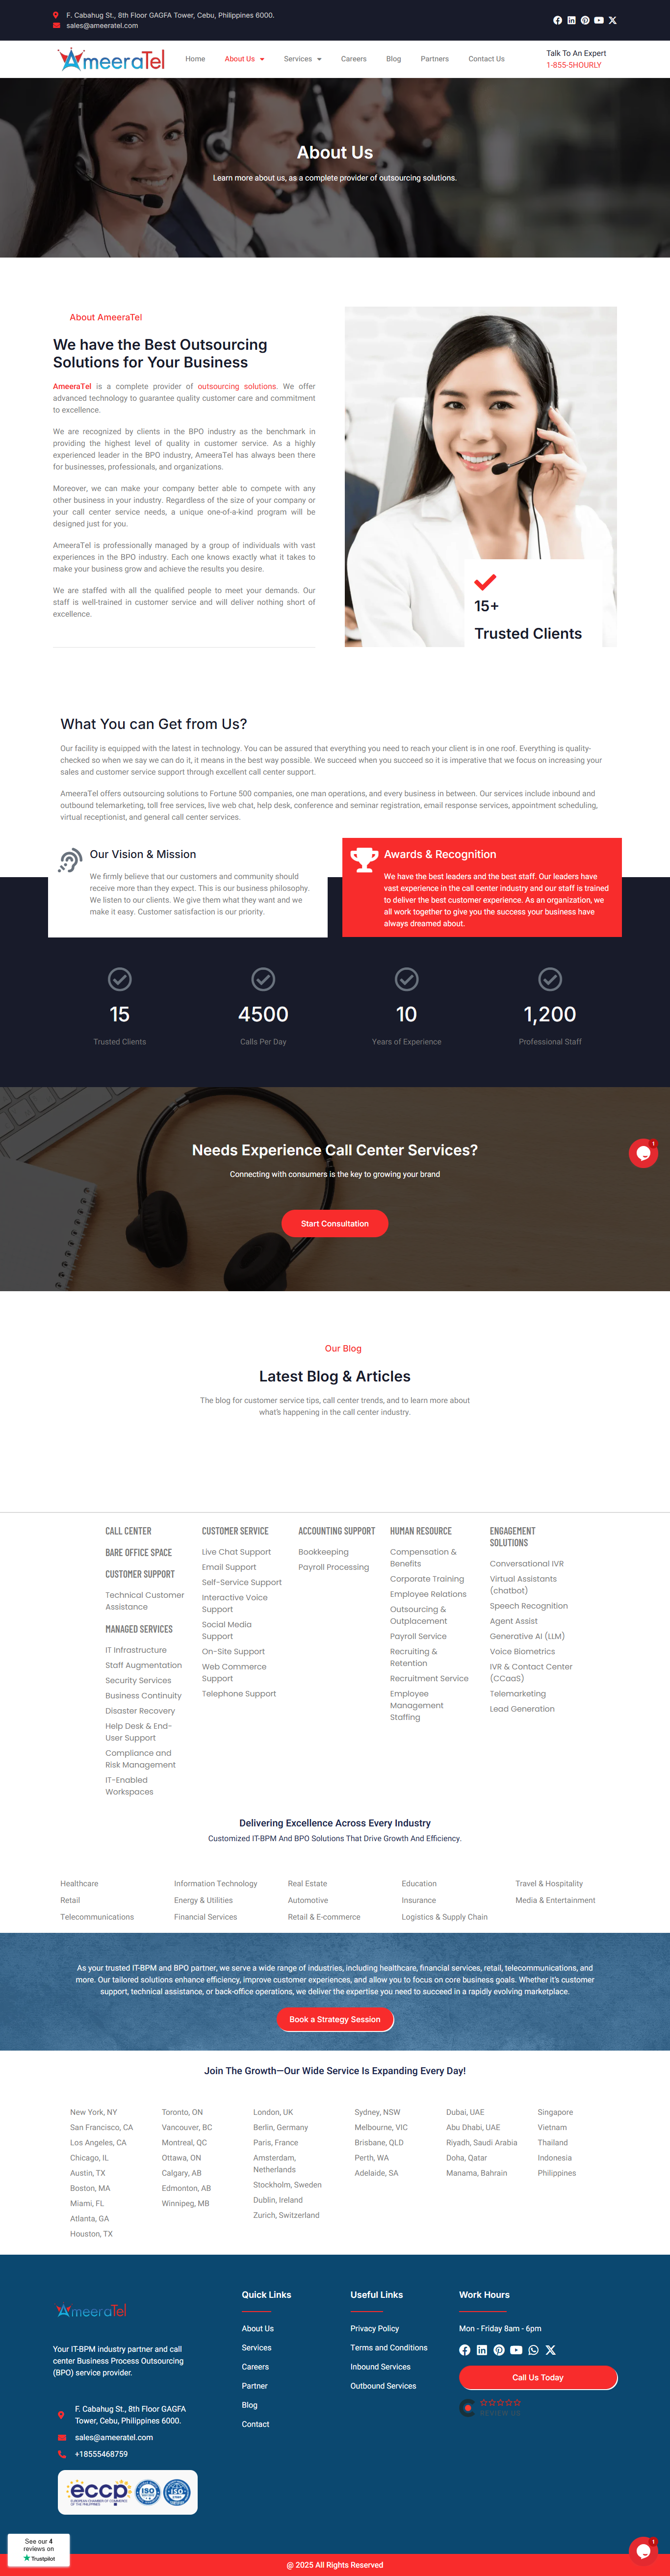 F. Cabahug St., 8th Floor GAGFA Tower, Cebu, Philippines 6000.
sales@ameeratel.com
AmeeraTel
Home
About Us
Services
Careers
Blog
Partners
Contact Us
Talk To An Expert
1-855-5HOURLY
About Us
Learn more about us, as a complete provider of outsourcing solutions.
About AmeeraTel
We have the Best Outsourcing
Solutions for Your Business
AmeeraTel is a complete provider of outsourcing solutions. We offer
advanced technology to guarantee quality customer care and commitment
to excellence.
We are recognized by clients in the BPO industry as the benchmark in
providing the highest level of quality in customer service. As a highly
experienced leader in the BPO industry, AmeeraTel has always been there
for businesses, professionals, and organizations.
Moreover, we can make your company better able to compete with any
other business in your industry. Regardless of the size of your company or
your call center service needs, a unique one-of-a-kind program will be
designed just for you.
AmeeraTel is professionally managed by a group of individuals with vast
experiences in the BPO industry. Each one knows exactly what it takes to
make your business grow and achieve the results you desire.
We are staffed with all the qualified people to meet your demands. Our
staff is well-trained in customer service and will deliver nothing short of
excellence.
15+
Trusted Clients
What You can Get from Us?
Our facility is equipped with the latest in technology. You can be assured that everything you need to reach your client is in one roof. Everything is quality-
checked so when we say we can do it, it means in the best way possible. We succeed when you succeed so it is imperative that we focus on increasing your
sales and customer service support through excellent call center support.
AmeeraTel offers outsourcing solutions to Fortune 500 companies, one man operations, and every business in between. Our services include inbound and
outbound telemarketing, toll free services, live web chat, help desk, conference and seminar registration, email response services, appointment scheduling,
virtual receptionist, and general call center services.
Our Vision & Mission
We firmly believe that our customers and community should
receive more than they expect. This is our business philosophy.
We listen to our clients. We give them what they want and we
make it easy. Customer satisfaction is our priority.
Awards & Recognition
We have the best leaders and the best staff. Our leaders have
vast experience in the call center industry and our staff is trained
to deliver the best customer experience. As an organization, we
all work together to give you the success your business have
always dreamed about.
15
Trusted Clients
4500
Calls Per Day
10
Years of Experience
1,200
Professional Staff
Needs Experience Call Center Services?
Connecting with consumers is the key to growing your brand
Start Consultation
1
Our Blog
Latest Blog & Articles
The blog for customer service tips, call center trends, and to learn more about
what's happening in the call center industry.
CALL CENTER
BARE OFFICE SPACE
CUSTOMER SUPPORT
Technical Customer
Assistance
MANAGED SERVICES
IT Infrastructure
Staff Augmentation
Security Services
Business Continuity
Disaster Recovery
Help Desk & End-
User Support
Compliance and
Risk Management
IT-Enabled
Workspaces
CUSTOMER SERVICE
Live Chat Support
Email Support
Self-Service Support
Interactive Voice
Support
Social Media
Support
On-Site Support
Web Commerce
Support
Telephone Support
ACCOUNTING SUPPORT
Bookkeeping
Payroll Processing
HUMAN RESOURCE
Compensation &
Benefits
Corporate Training
Employee Relations
Outsourcing &
Outplacement
Payroll Service
Recruiting &
Retention
Recruitment Service
Employee
Management
Staffing
ENGAGEMENT
SOLUTIONS
Conversational IVR
Virtual Assistants
(chatbot)
Speech Recognition
Agent Assist
Generative AI (LLM)
Voice Biometrics
IVR & Contact Center
(CCaaS)
Telemarketing
Lead Generation
Delivering Excellence Across Every Industry
Customized IT-BPM And BPO Solutions That Drive Growth And Efficiency.
Healthcare
Information Technology
Real Estate
Education
Travel & Hospitality
Retail
Energy & Utilities
Automotive
Insurance
Media & Entertainment
Telecommunications
Financial Services
Retail & E-commerce
Logistics & Supply Chain
As your trusted IT-BPM and BPO partner, we serve a wide range of industries, including healthcare, financial services, retail, telecommunications, and
more. Our tailored solutions enhance efficiency, improve customer experiences, and allow you to focus on core business goals. Whether it's customer
support, technical assistance, or back-office operations, we deliver the expertise you need to succeed in a rapidly evolving marketplace.
Book a Strategy Session
Join The Growth—Our Wide Service Is Expanding Every Day!
New York, NY
San Francisco, CA
Los Angeles, CA
Chicago, IL
Austin, TX
Boston, MA
Miami, FL
Atlanta, GA
Houston, TX
Toronto, ON
Vancouver, BC
Montreal, QC
Ottawa, ON
Calgary, AB
Edmonton, AB
Winnipeg, MB
London, UK
Berlin, Germany
Paris, France
Amsterdam,
Netherlands
Stockholm, Sweden
Dublin, Ireland
Zurich, Switzerland
Sydney, NSW
Melbourne, VIC
Brisbane, QLD
Perth, WA
Adelaide, SA
Dubai, UAE
Abu Dhabi, UAE
Riyadh, Saudi Arabia
Doha, Qatar
Manama, Bahrain
Singapore
Vietnam
Thailand
Indonesia
Philippines
AmeeraTel
Your IT-BPM industry partner and call
center Business Process Outsourcing
(BPO) service provider.
F. Cabahug St., 8th Floor GAGFA
Tower, Cebu, Philippines 6000.
sales@ameeratel.com
+18555468759
eccp
EUROPEAN CHAMBER OF COMMERCE
OF THE PHILIPPINES
ISO
ISO
Quick Links
About Us
Services
Careers
Partner
Blog
Contact
Useful Links
Privacy Policy
Terms and Conditions
Inbound Services
Outbound Services
Work Hours
Mon - Friday 8am - 6pm
Call Us Today
REVIEW US
See our 4
reviews on
Trustpilot
1
@ 2025 All Rights Reserved